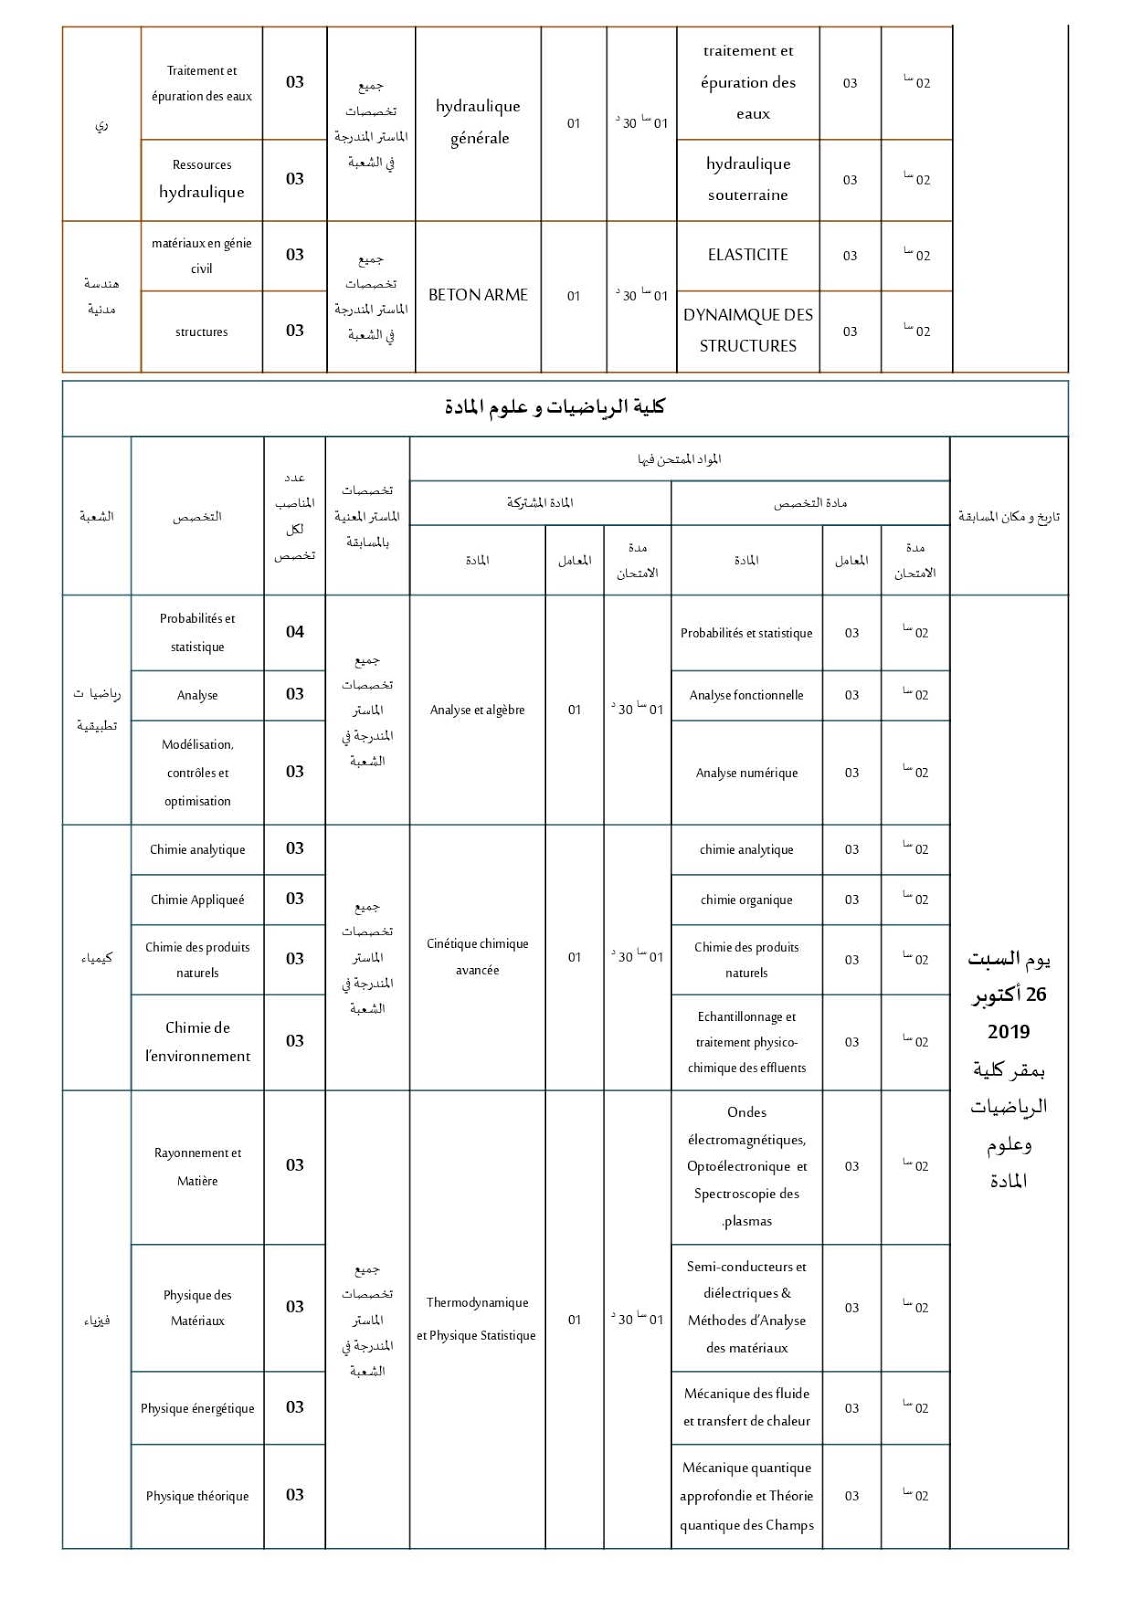 ري
Traitement et
épuration des eaux
03
جميع
تخصصات
الماستر المندرجة
في الشعبة
hydraulique
générale
01
01 سا 30 د
traitement et
épuration des
eaux
03
02 سا
Ressources
hydraulique
03
hydraulique
souterraine
03
02 سا
هندسة
مدنية
matériaux en génie
civil
03
جميع
تخصصات
الماستر المندرجة
في الشعبة
BETON ARME
01
01 سا 30 د
ELASTICITE
03
02 سا
structures
03
DYNAIMQUE DES
STRUCTURES
03
02 سا
كلية الرياضيات و علوم المادة
الشعبة
التخصص
عدد
المناصب
لكل
تخصص
تخصصات
الماستر المعنية
بالمسابقة
المواد الممتحن فيها
تاريخ و مكان المسابقة
المادة المشتركة
مادة التخصص
المادة
المعامل
مدة
الامتحان
المادة
المعامل
مدة
الامتحان
رياضيا ت
تطبيقية
Probabilités et
statistique
04
جميع
تخصصات
الماستر
المندرجة في
الشعبة
Analyse et algèbre
01
01 سا 30 د
Probabilités et statistique
03
02 سا
Analyse
03
Analyse fonctionnelle
03
02 سا
Modélisation,
contrôles et
optimisation
03
Analyse numérique
03
02 سا
كيمياء
Chimie analytique
03
جميع
تخصصات
الماستر
المندرجة في
الشعبة
Cinétique chimique
avancée
01
01 سا 30 د
chimie analytique
03
02 سا
Chimie Appliqueé
03
chimie organique
03
02 سا
Chimie des produits
naturels
03
Chimie des produits
naturels
03
02 سا
Chimie de
l'environnement
03
Echantillonnage et
traitement physico-
chimique des effluents
03
02 سا
فيزياء
Rayonnement et
Matière
03
جميع
تخصصات
الماستر
المندرجة في
الشعبة
Thermodynamique
et Physique Statistique
01
01 سا 30 د
Ondes
électromagnétiques,
Optoélectronique et
Spectroscopie des
.plasmas
03
02 سا
Physique des
Matériaux
03
Semi-conducteurs et
diélectriques &
Méthodes d'Analyse
des matériaux
03
02 سا
Physique énergétique
03
Mécanique des fluide
et transfert de chaleur
03
02 سا
Physique théorique
03
Mécanique quantique
approfondie et Théorie
quantique des Champs
03
02 سا
يوم السبت
26 أكتوبر
2019
بمقر كلية
الرياضيات
وعلوم
المادة